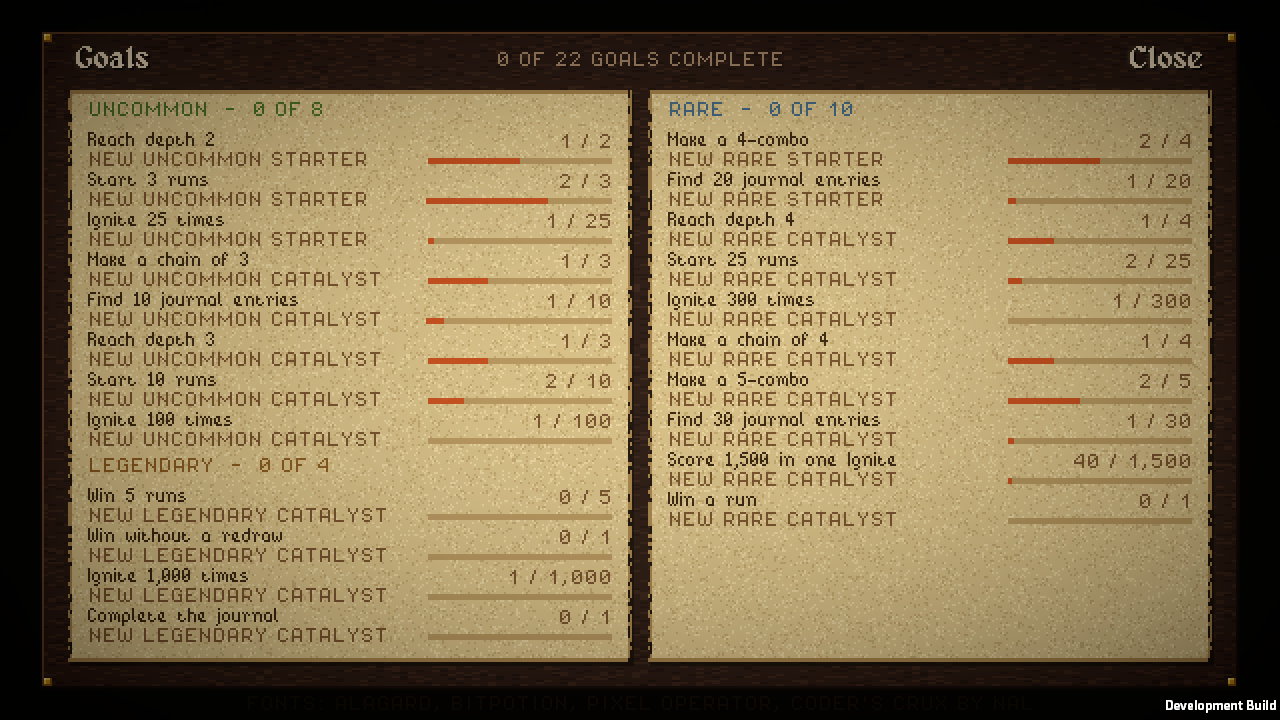 Goals
0 OF 22 GOALS COMPLETE
Close
UNCOMMON - 0 OF 8
Reach depth 2
1 / 2
NEW UNCOMMON STARTER
Start 3 runs
2 / 3
NEW UNCOMMON STARTER
Ignite 25 times
1 / 25
NEW UNCOMMON STARTER
Make a chain of 3
1 / 3
NEW UNCOMMON CATALYST
Find 10 journal entries
1 / 10
NEW UNCOMMON CATALYST
Reach depth 3
1 / 3
NEW UNCOMMON CATALYST
Start 10 runs
2 / 10
NEW UNCOMMON CATALYST
Ignite 100 times
1 / 100
NEW UNCOMMON CATALYST
LEGENDARY - 0 OF 4
Win 5 runs
0 / 5
NEW LEGENDARY CATALYST
Win without a redraw
0 / 1
NEW LEGENDARY CATALYST
Ignite 1,000 times
1 / 1,000
NEW LEGENDARY CATALYST
Complete the journal
0 / 1
NEW LEGENDARY CATALYST
RARE - 0 OF 10
Make a 4-combo
2 / 4
NEW RARE STARTER
Find 20 journal entries
1 / 20
NEW RARE STARTER
Reach depth 4
1 / 4
NEW RARE CATALYST
Start 25 runs
2 / 25
NEW RARE CATALYST
Ignite 300 times
1 / 300
NEW RARE CATALYST
Make a chain of 4
1 / 4
NEW RARE CATALYST
Make a 5-combo
2 / 5
NEW RARE CATALYST
Find 30 journal entries
1 / 30
NEW RARE CATALYST
Score 1,500 in one Ignite
40 / 1,500
NEW RARE CATALYST
Win a run
0 / 1
NEW RARE CATALYST
FONTS: ALAGARD, BITPOTION, PIXEL OPERATOR, CODER'S CRUX BY NAL
Development Build